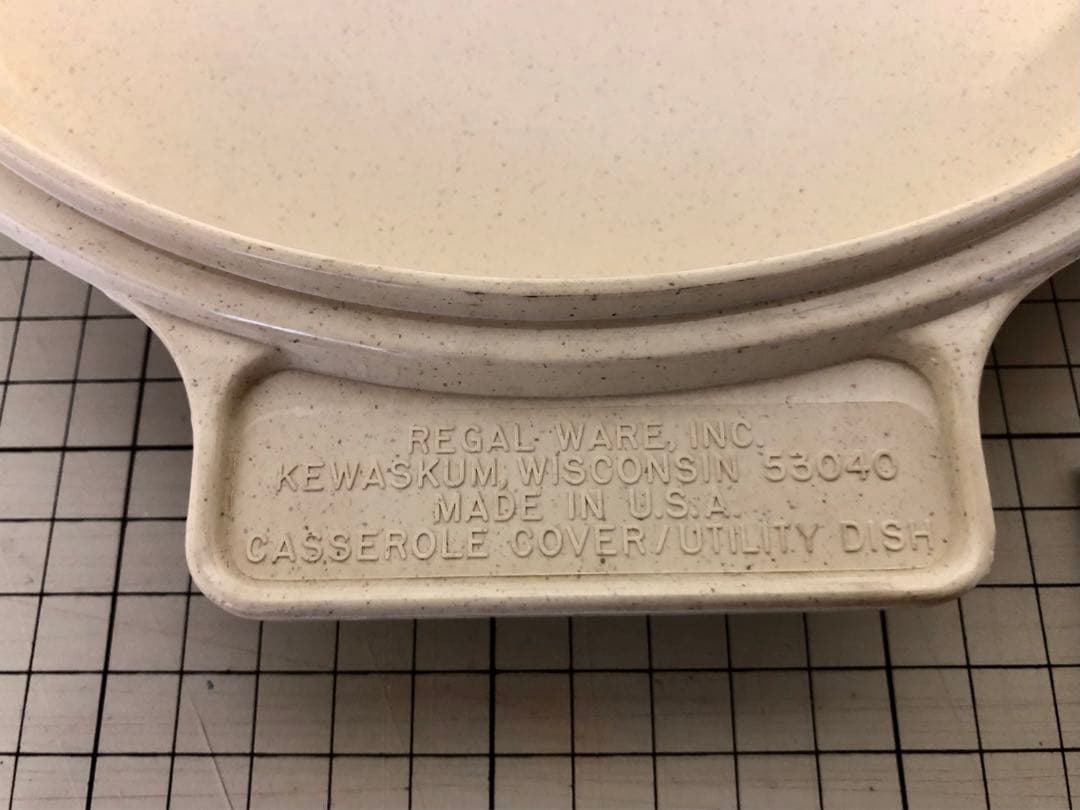 REGAL WARE, INC.
KEWASKUM, WISCONSIN 53040
MADE IN U.S.A.
CASSEROLE COVER/UTILITY DISH